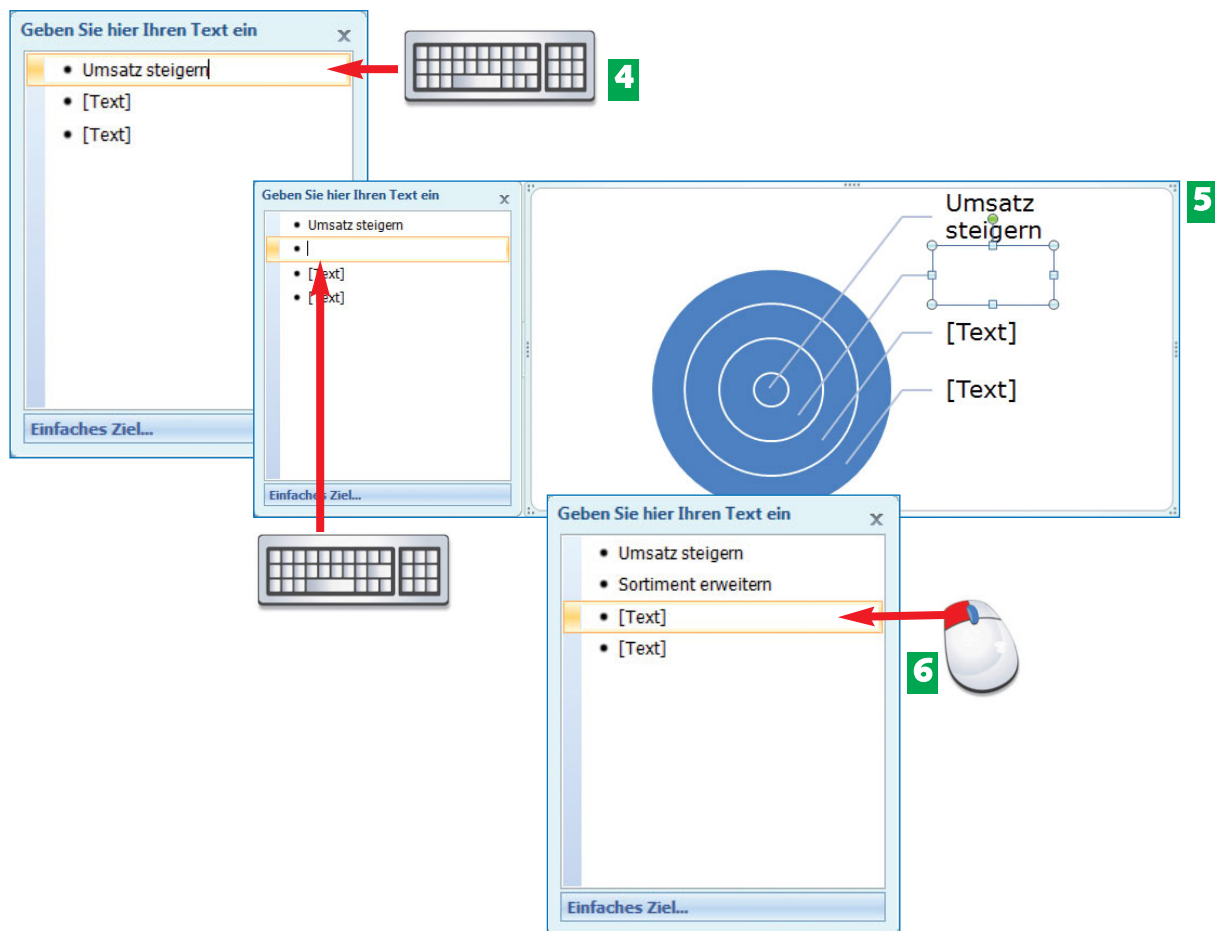 Geben Sie hier Ihren Text ein
x
• Umsatz steigern
• [Text]
• [Text]
Einfaches Ziel...
4
Geben Sie hier Ihren Text ein
x
• Umsatz steigern
•
• [Text]
• [Text]
Einfaches Ziel...
Umsatz
steigern
[Text]
[Text]
5
Geben Sie hier Ihren Text ein
x
• Umsatz steigern
• Sortiment erweitern
• [Text]
• [Text]
Einfaches Ziel...
6